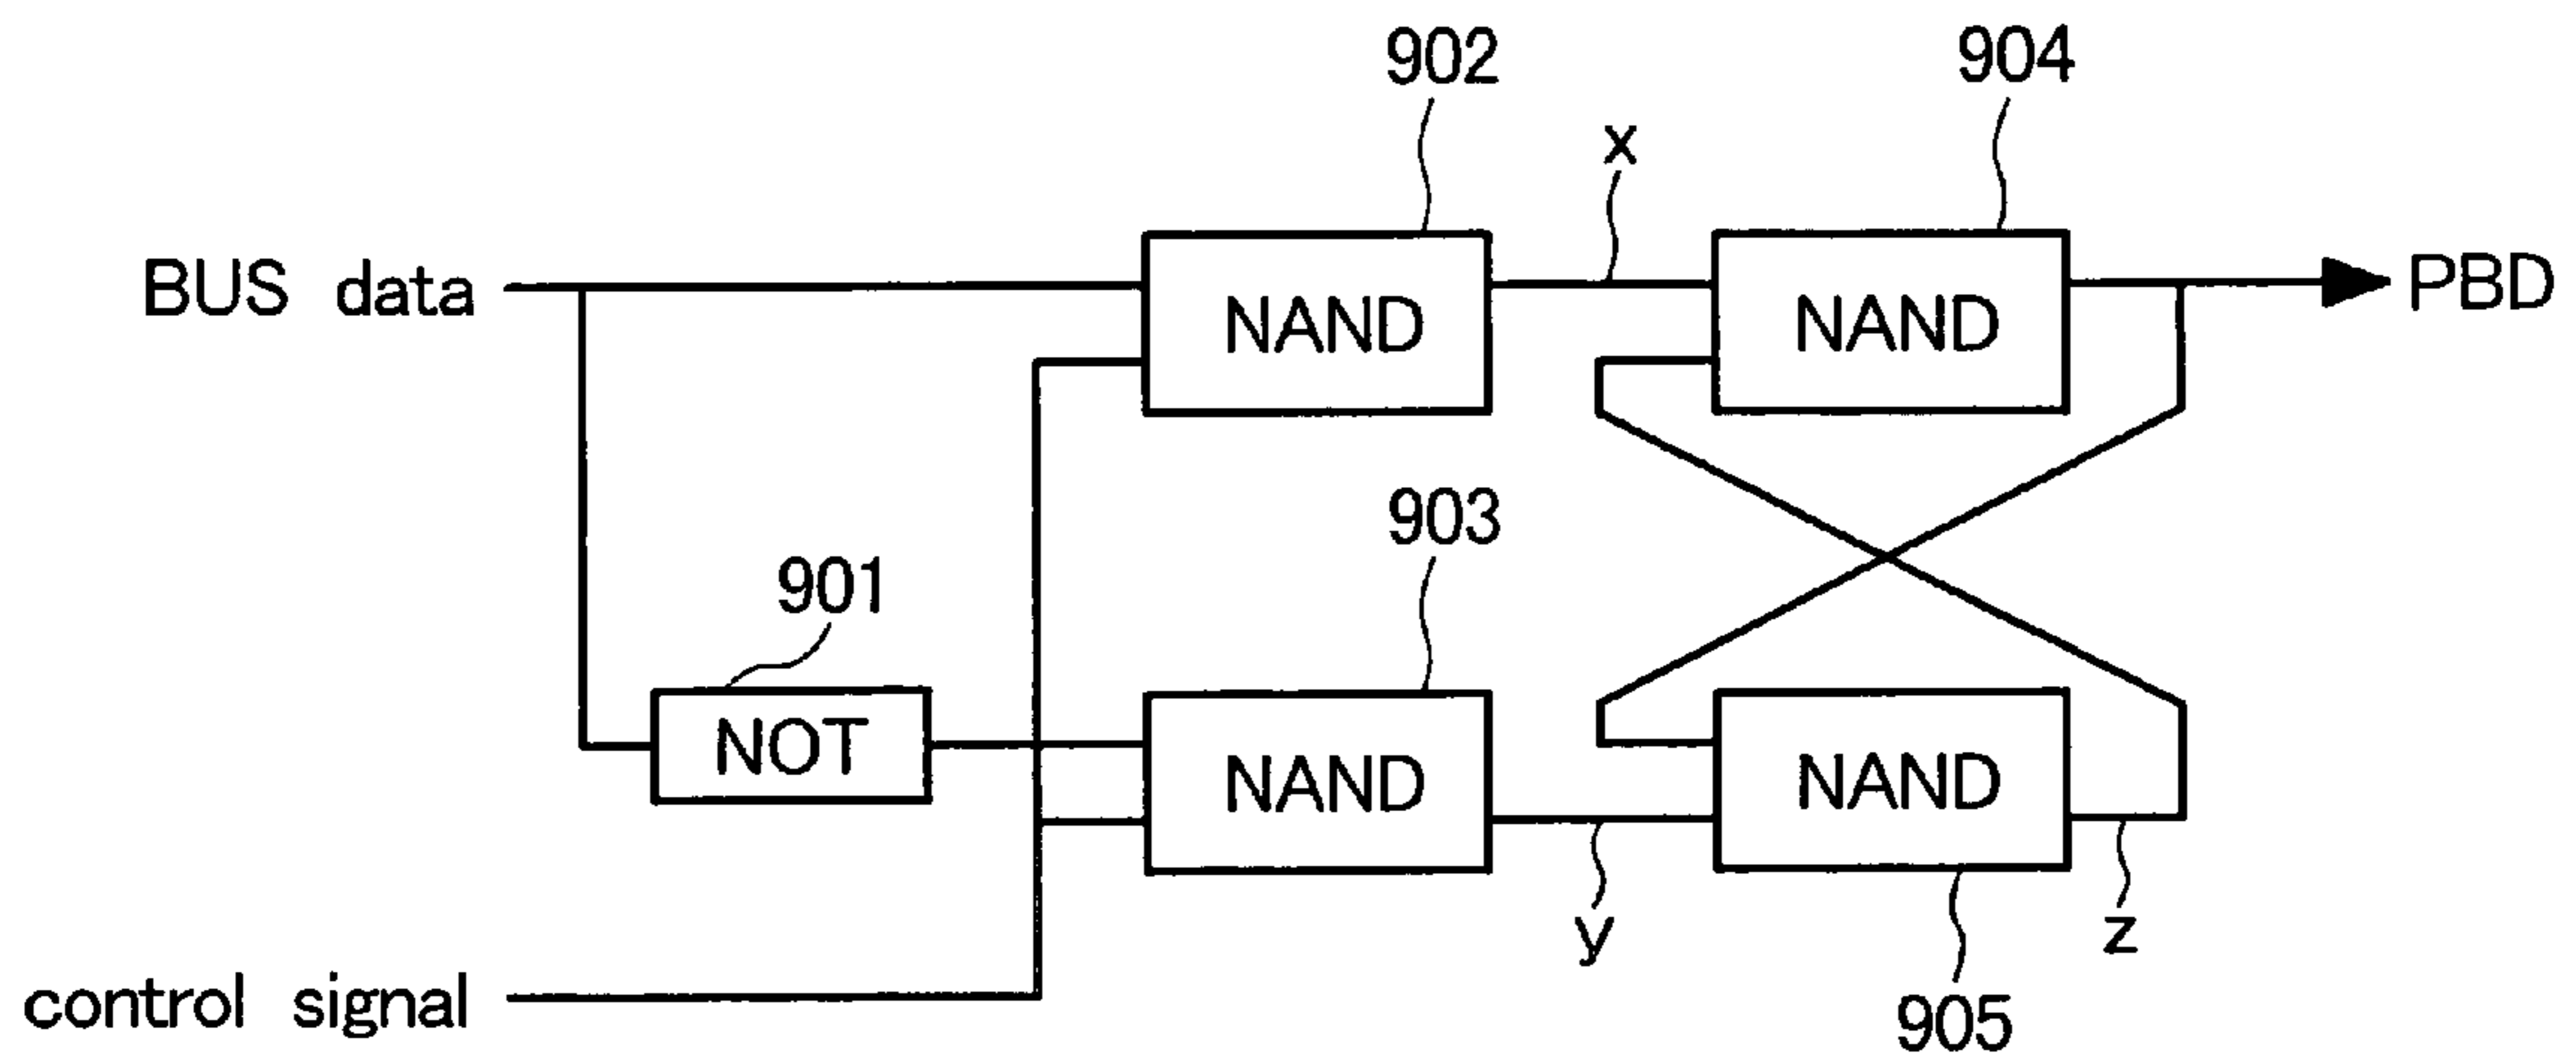 902
904
x
BUS data
NAND
NAND
PBD
903
901
NOT
NAND
NAND
y
z
control signal
905